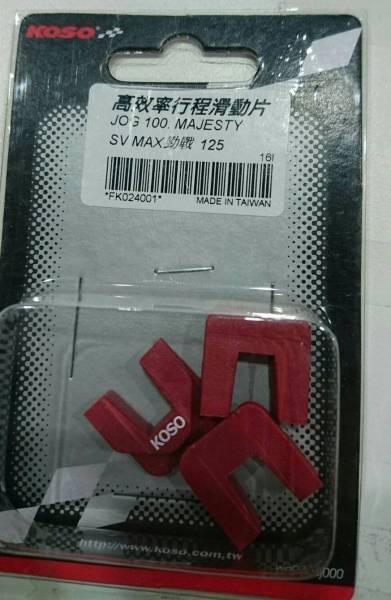 KOSO
高效率行程滑動片
JOG 100. MAJESTY
SV MAX.勁戰 125
16I
*FK024001*
MADE IN TAIWAN
KOSO
http://www.koso.com.tw